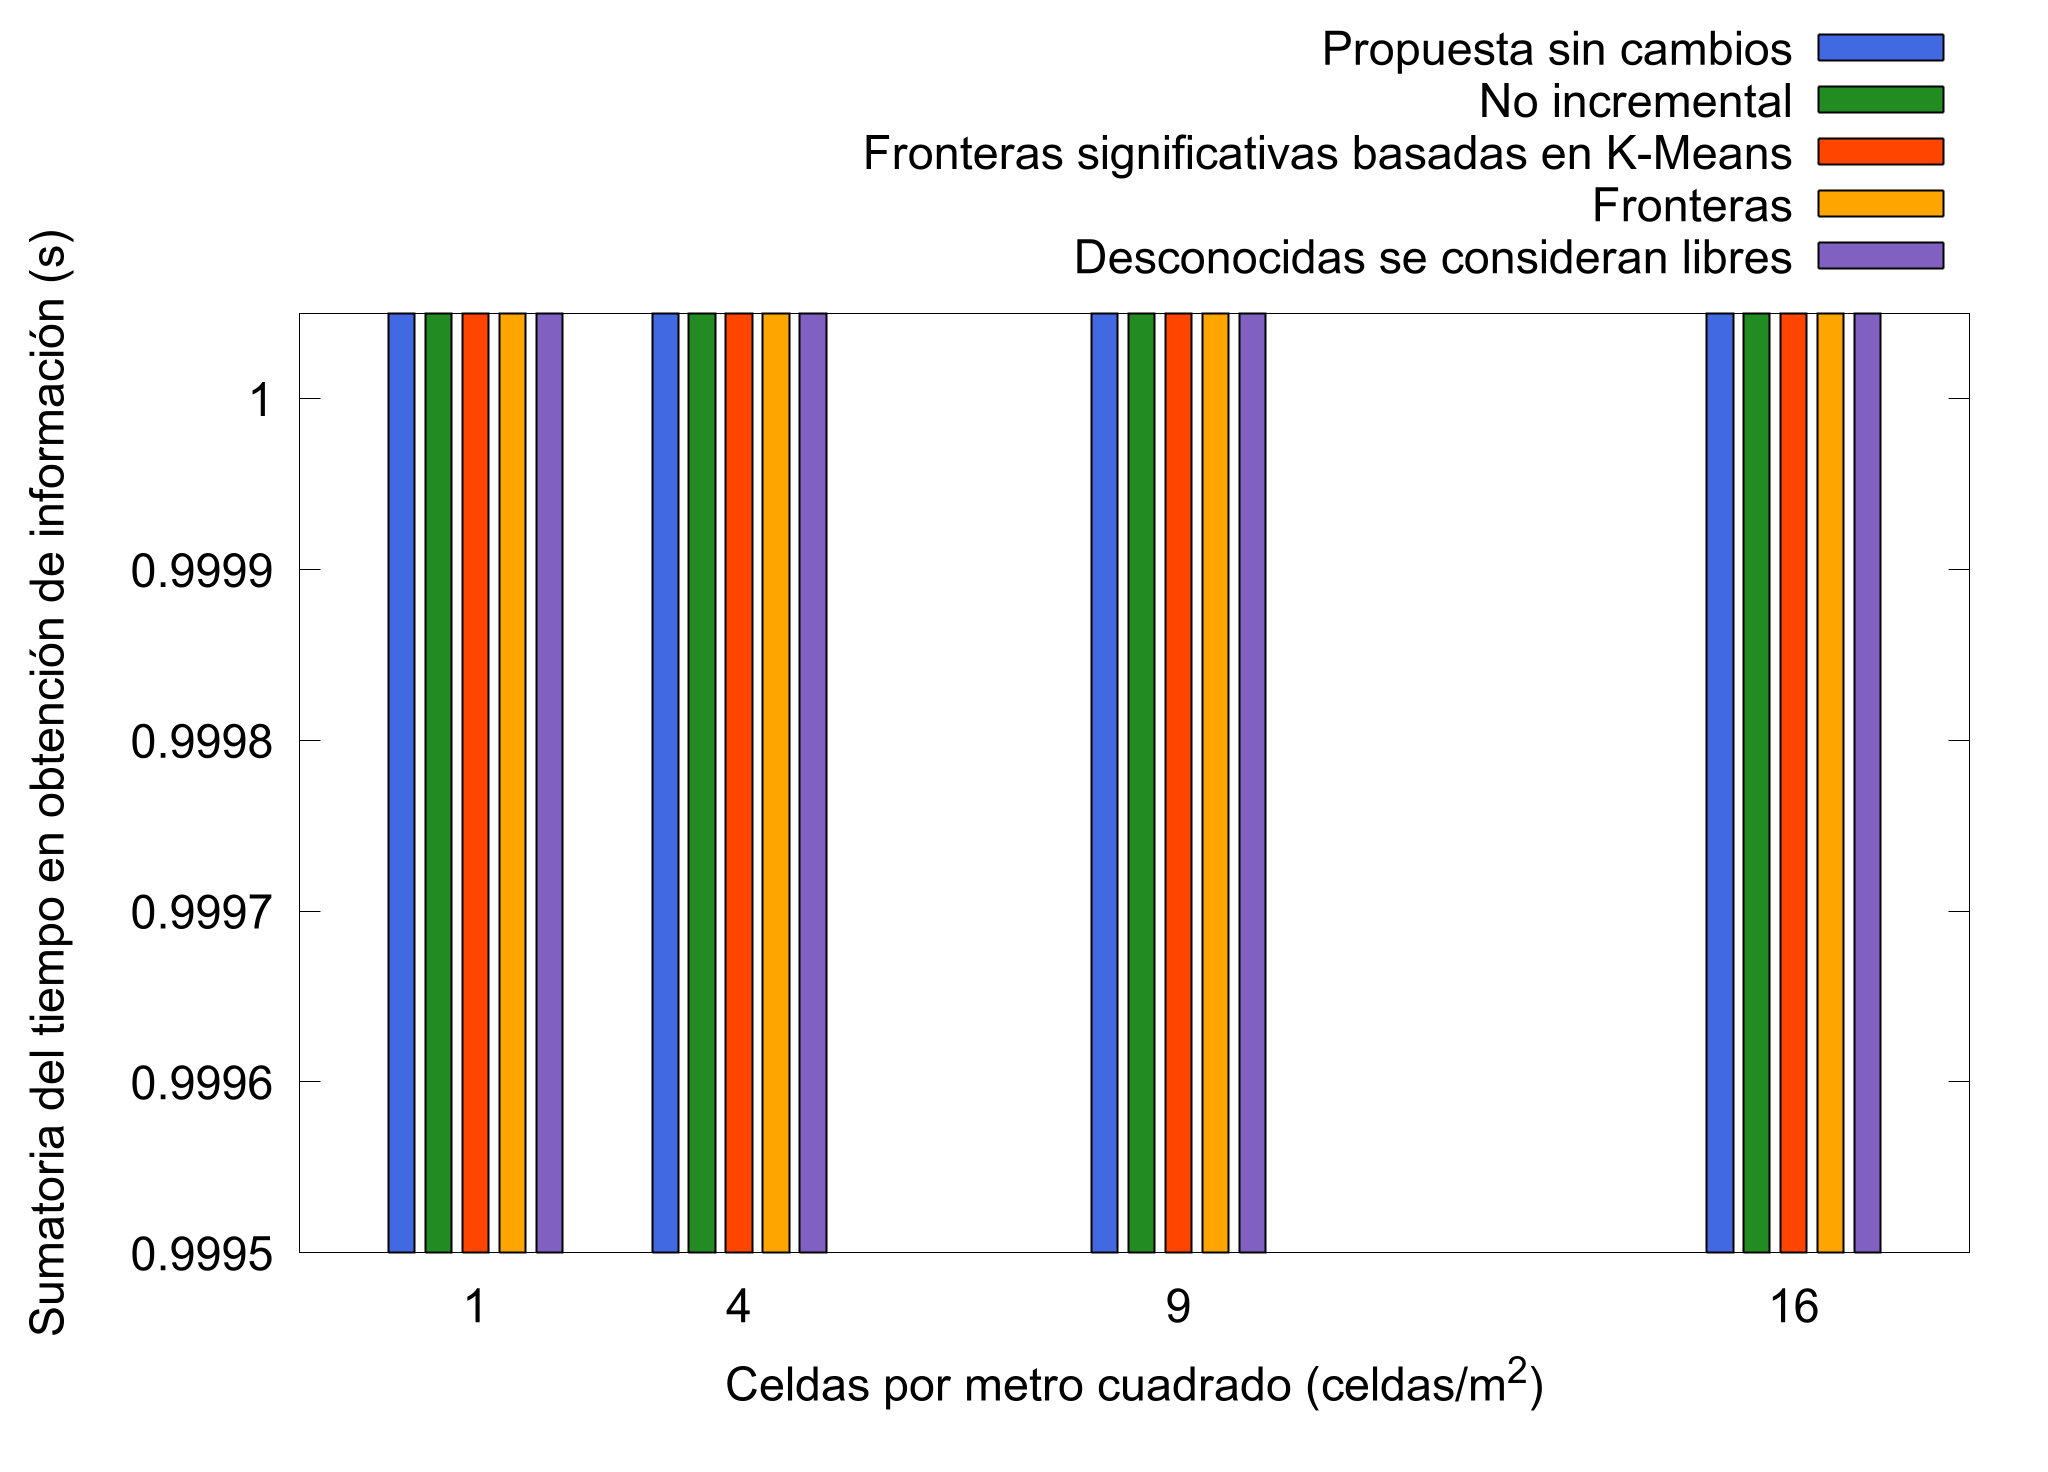 Propuesta sin cambios
No incremental
Fronteras significativas basadas en K-Means
Fronteras
Desconocidas se consideran libres
Sumatoria del tiempo en obtención de información (s)
1
0.9999
0.9998
0.9997
0.9996
0.9995
1 4 9 16
Celdas por metro cuadrado (celdas/m²)